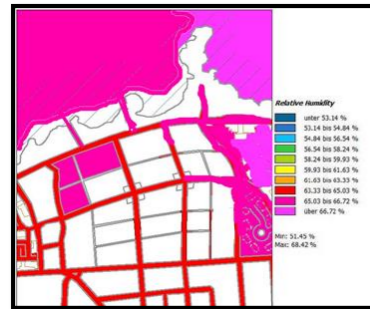 Relative Humidity
unter 53.14 %
53.14 bis 54.84 %
54.84 bis 56.54 %
56.54 bis 58.24 %
58.24 bis 59.93 %
59.93 bis 61.63 %
61.63 bis 63.33 %
63.33 bis 65.03 %
65.03 bis 66.72 %
über 66.72 %
Min: 51.45 %
Max: 68.42 %